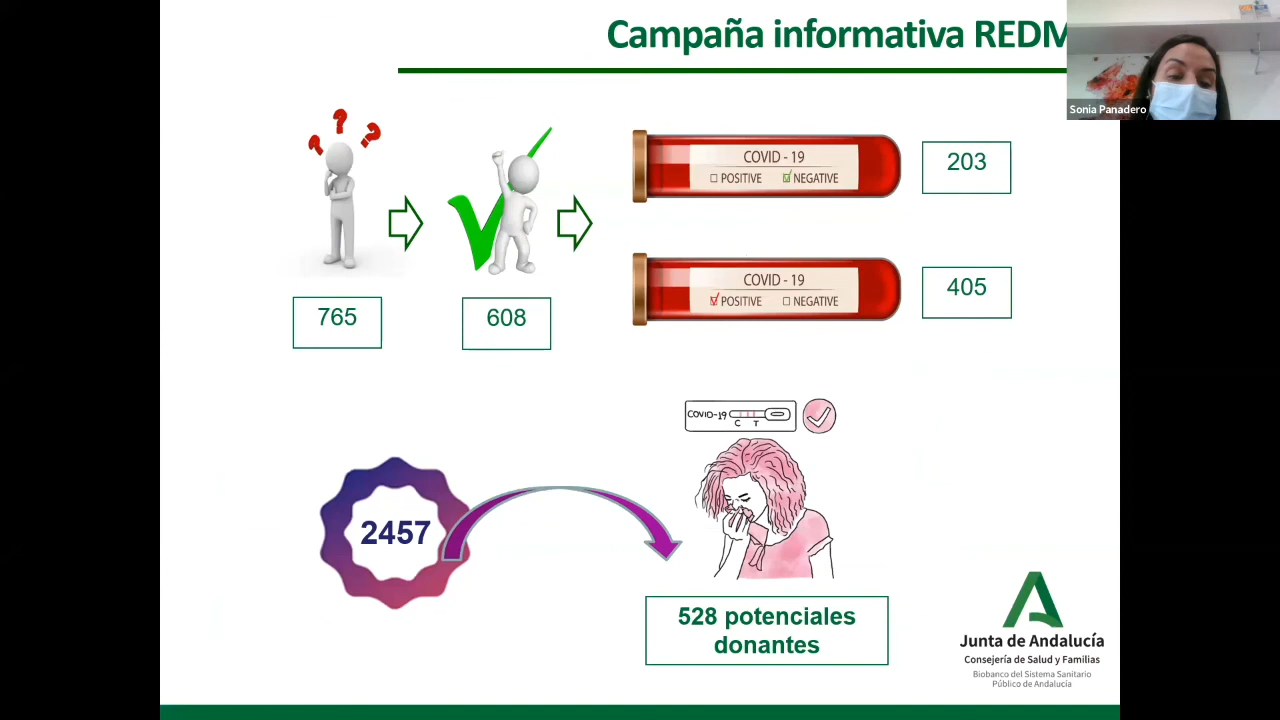 Campaña informativa REDM
Sonia Panadero
? ? ?
COVID - 19
☐ POSITIVE ☑ NEGATIVE
203
COVID - 19
☑ POSITIVE ☐ NEGATIVE
405
765
608
COVID-19
C T
2457
528 potenciales
donantes
Junta de Andalucía
Consejería de Salud y Familias
Biobanco del Sistema Sanitario
Público de Andalucía